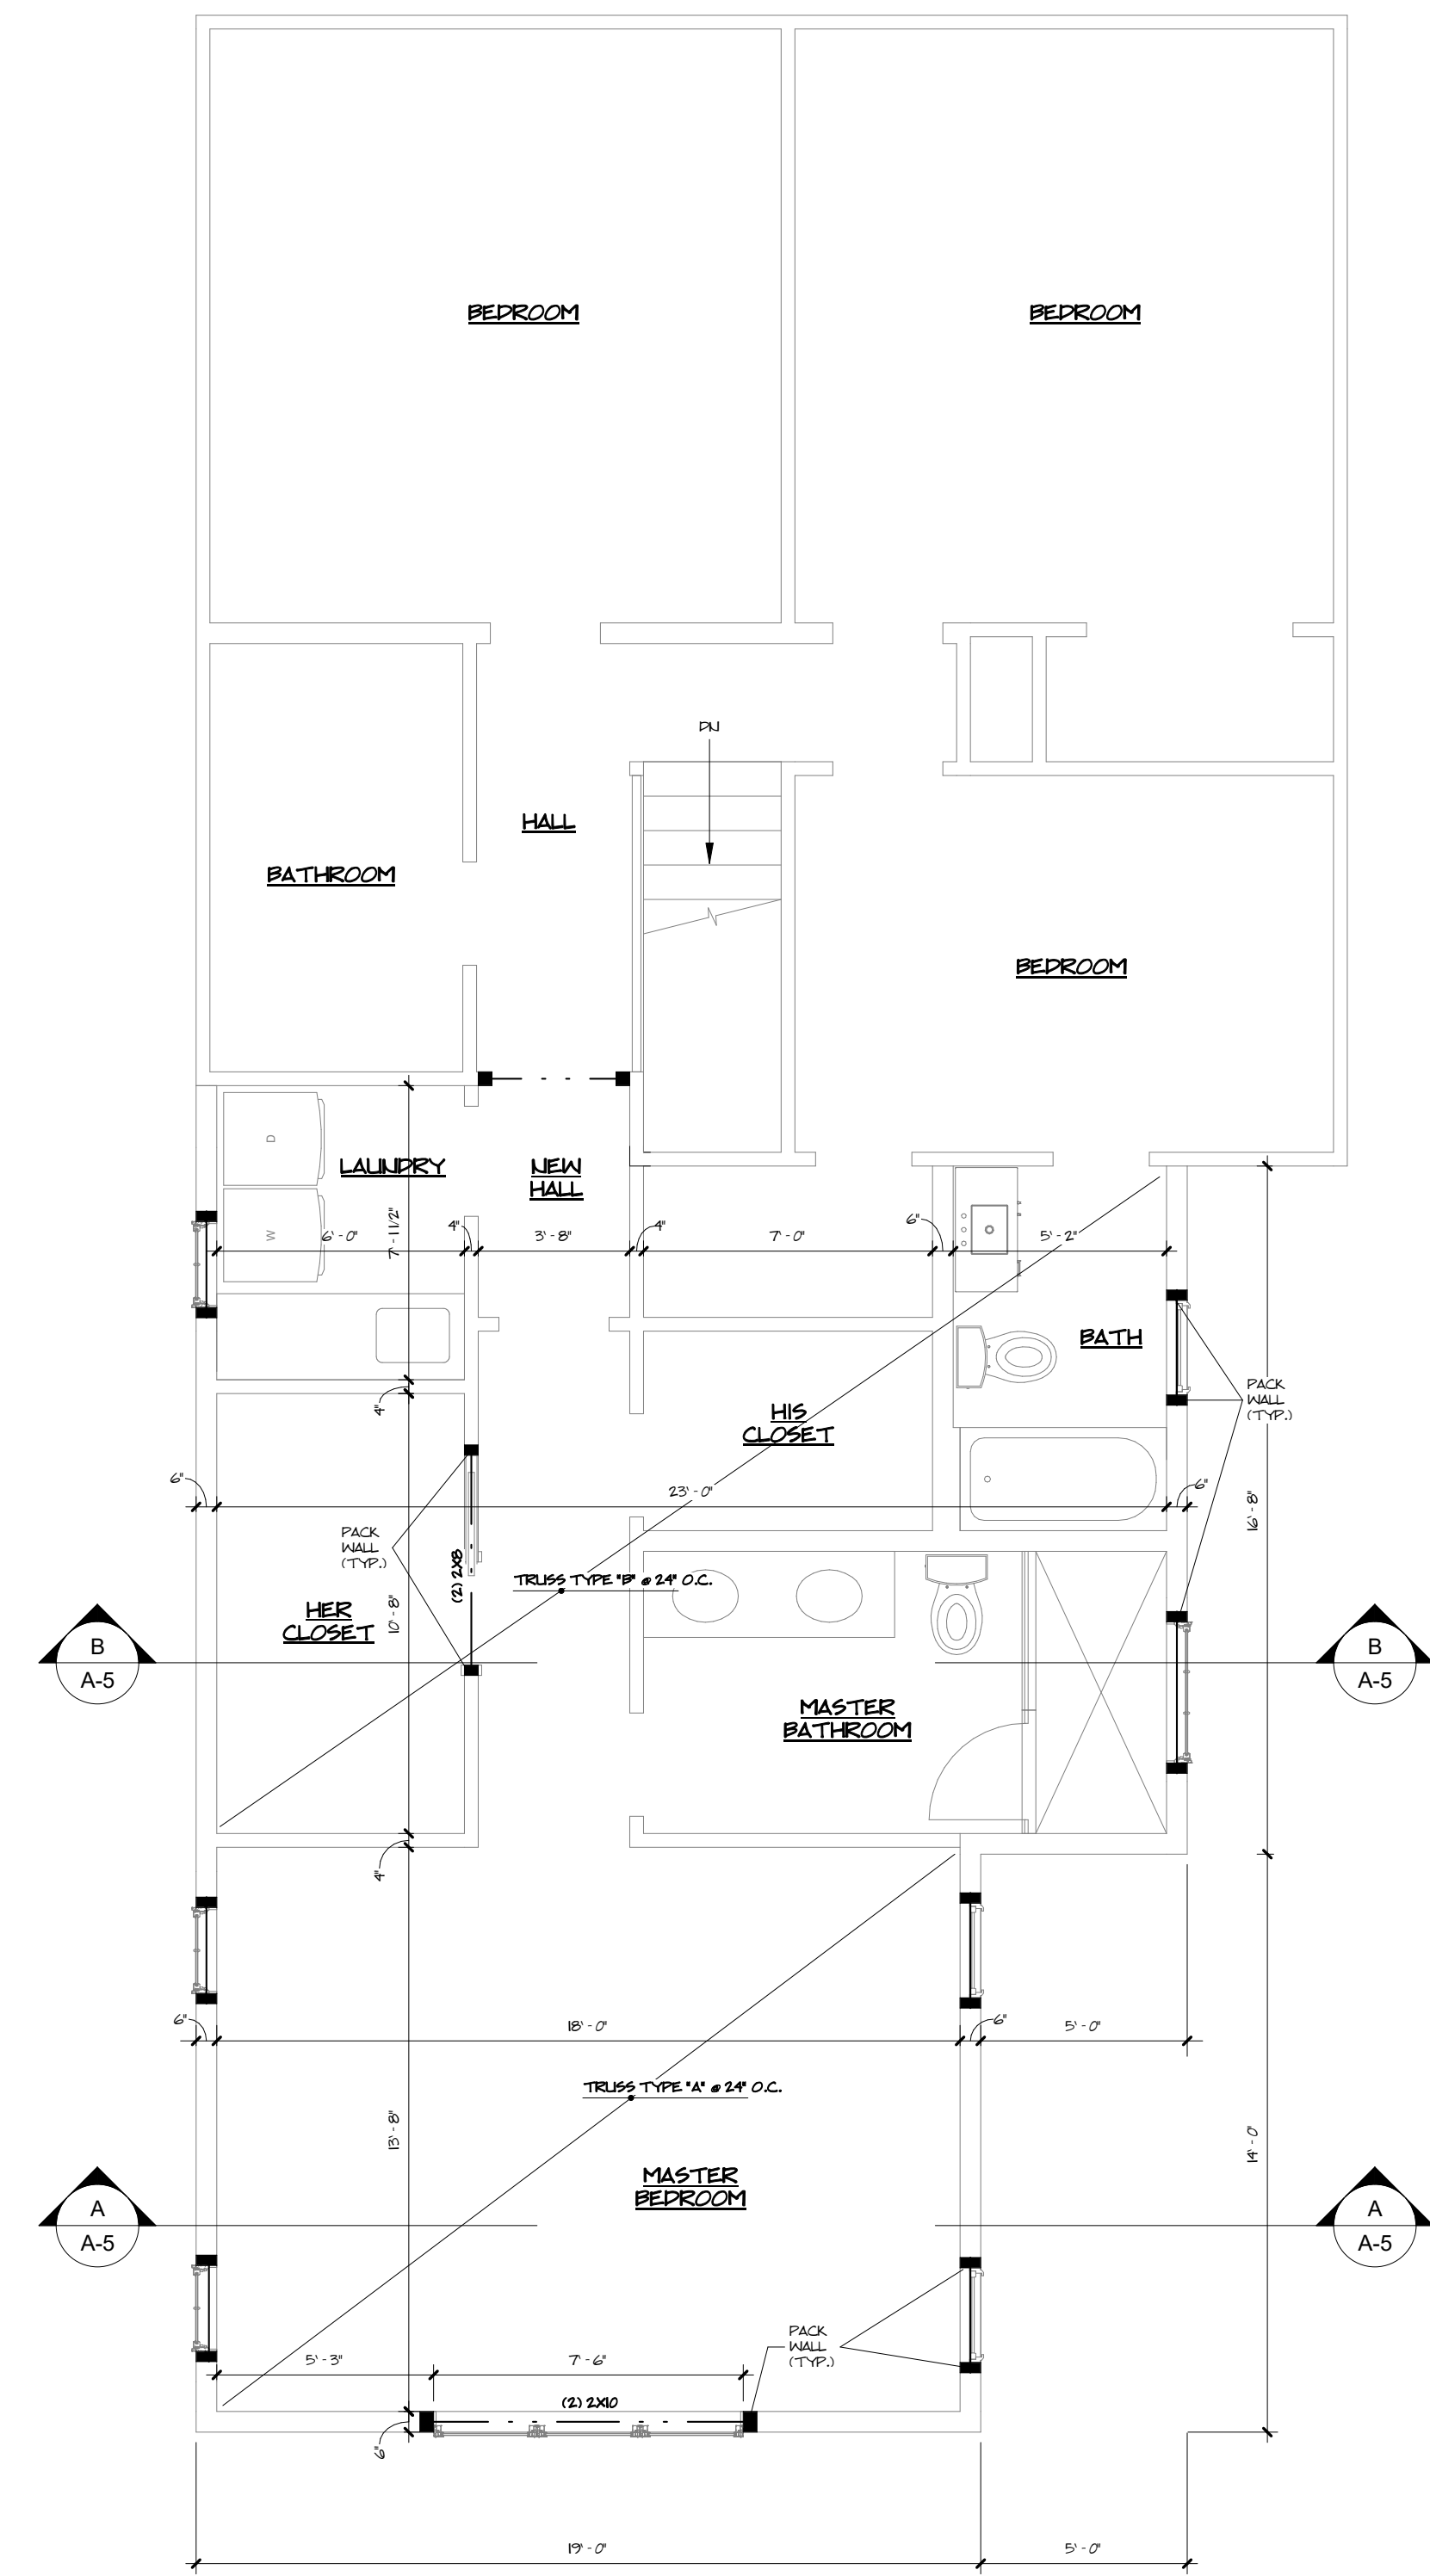 BEDROOM
BEDROOM
DN
HALL
BATHROOM
BEDROOM
D
LAUNDRY
NEW
HALL
W
6'-0"
7'-1 1/2"
4"
3'-8"
4"
7'-0"
6"
5'-2"
BATH
PACK
WALL
(TYP.)
4"
HIS
CLOSET
6"
23'-0"
6"
16'-8"
PACK
WALL
(TYP.)
(2) 2X8
TRUSS TYPE "B" @ 24" O.C.
HER
CLOSET
10'-8"
B
A-5
B
A-5
MASTER
BATHROOM
4"
6"
18'-0"
6"
5'-0"
TRUSS TYPE "A" @ 24" O.C.
13'-8"
14'-0"
MASTER
BEDROOM
A
A-5
A
A-5
PACK
WALL
(TYP.)
5'-3"
7'-6"
(2) 2X10
6"
19'-0"
5'-0"